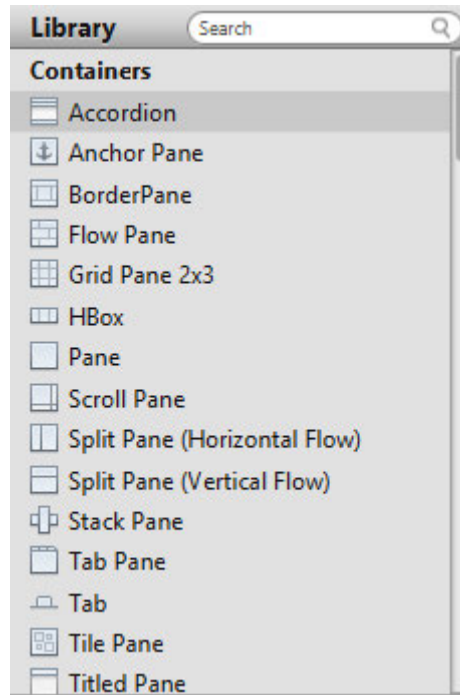 Library Search
Containers
Accordion
Anchor Pane
BorderPane
Flow Pane
Grid Pane 2x3
HBox
Pane
Scroll Pane
Split Pane (Horizontal Flow)
Split Pane (Vertical Flow)
Stack Pane
Tab Pane
Tab
Tile Pane
Titled Pane